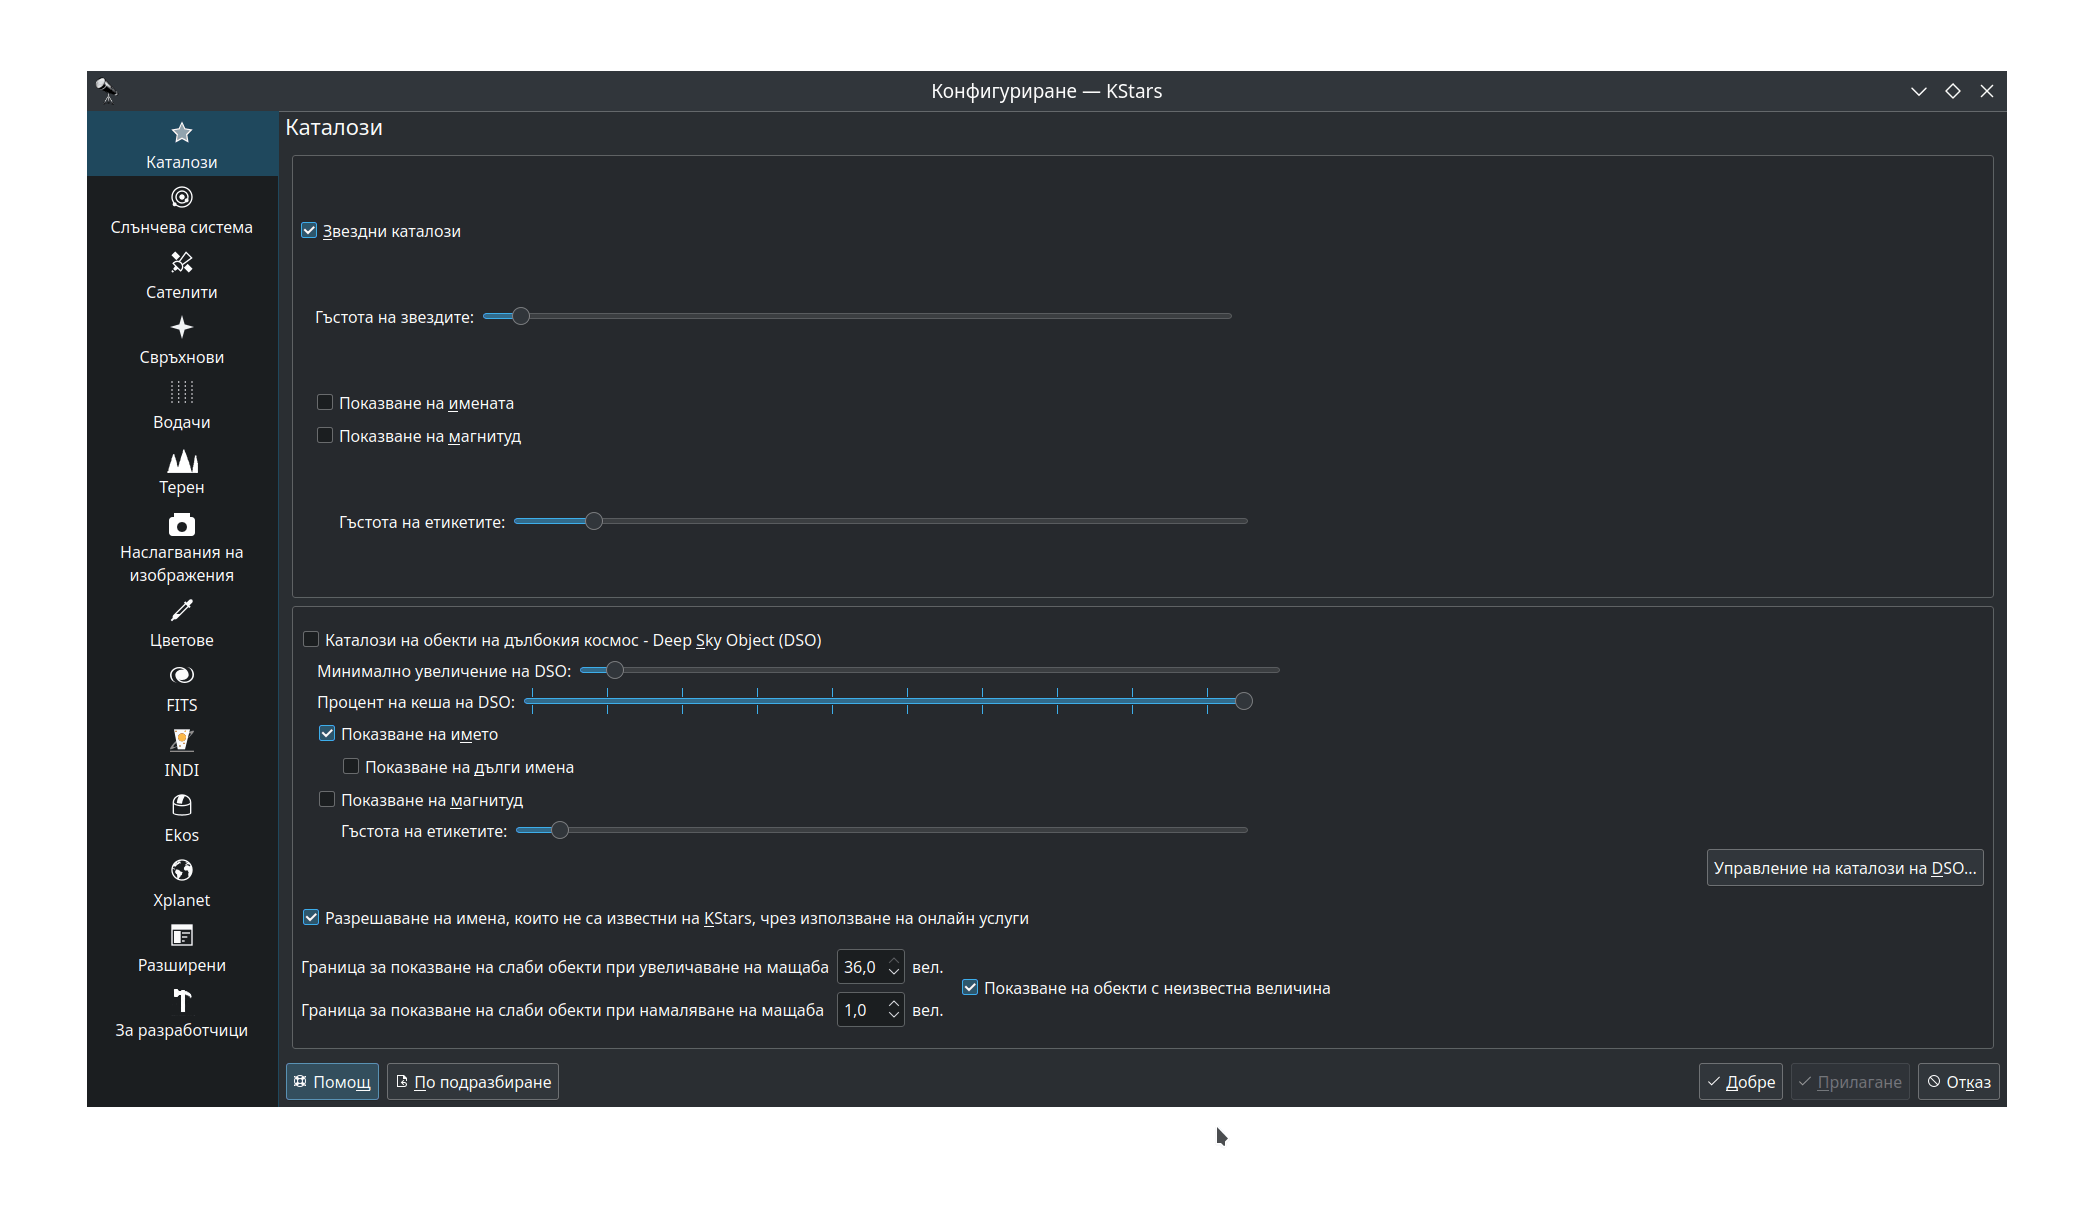 Конфигуриране — KStars
Каталози
Слънчева система
Сателити
Свръхнови
Водачи
Терен
Наслагвания на
изображения
Цветове
FITS
INDI
Ekos
Xplanet
Разширени
За разработчици
Каталози
Звездни каталози
Гъстота на звездите:
Показване на имената
Показване на магнитуд
Гъстота на етикетите:
Каталози на обекти на дълбокия космос - Deep Sky Object (DSO)
Минимално увеличение на DSO:
Процент на кеша на DSO:
Показване на името
Показване на дълги имена
Показване на магнитуд
Гъстота на етикетите:
Управление на каталози на DSO...
Разрешаване на имена, които не са известни на KStars, чрез използване на онлайн услуги
Граница за показване на слаби обекти при увеличаване на мащаба 36,0 вел.
Показване на обекти с неизвестна величина
Граница за показване на слаби обекти при намаляване на мащаба 1,0 вел.
Помощ По подразбиране Добре Прилагане Отказ